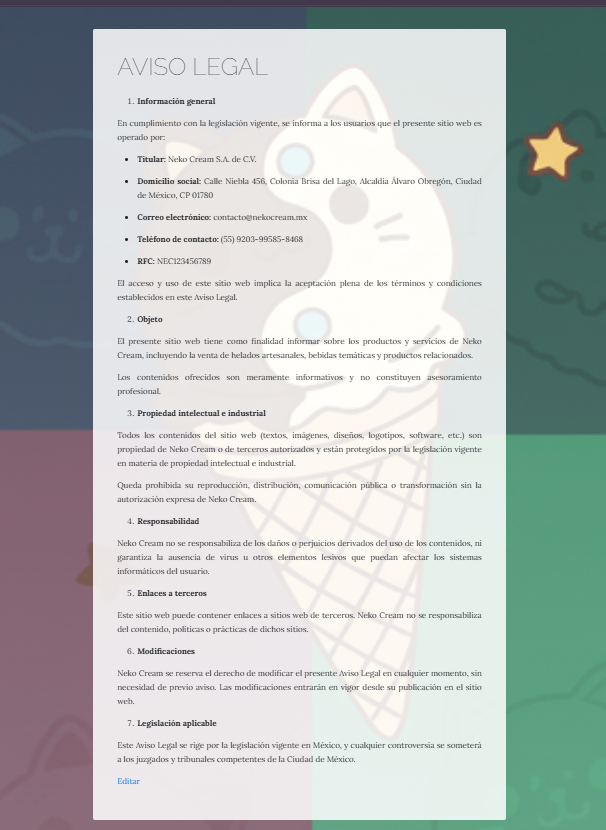 AVISO LEGAL
1. Información general
En cumplimiento con la legislación vigente, se informa a los usuarios que el presente sitio web es
operado por:
• Titular: Neko Cream S.A. de C.V.
• Domicilio social: Calle Niebla 456, Colonia Brisa del Lago, Alcaldía Álvaro Obregón, Ciudad
de México, CP 01780
• Correo electrónico: contacto@nekocream.mx
• Teléfono de contacto: (55) 9203-99585-8468
• RFC: NEC123456789
El acceso y uso de este sitio web implica la aceptación plena de los términos y condiciones
establecidos en este Aviso Legal.
2. Objeto
El presente sitio web tiene como finalidad informar sobre los productos y servicios de Neko
Cream, incluyendo la venta de helados artesanales, bebidas temáticas y productos relacionados.
Los contenidos ofrecidos son meramente informativos y no constituyen asesoramiento
profesional.
3. Propiedad intelectual e industrial
Todos los contenidos del sitio web (textos, imágenes, diseños, logotipos, software, etc.) son
propiedad de Neko Cream o de terceros autorizados y están protegidos por la legislación vigente
en materia de propiedad intelectual e industrial.
Queda prohibida su reproducción, distribución, comunicación pública o transformación sin la
autorización expresa de Neko Cream.
4. Responsabilidad
Neko Cream no se responsabiliza de los daños o perjuicios derivados del uso de los contenidos, ni
garantiza la ausencia de virus u otros elementos lesivos que puedan afectar los sistemas
informáticos del usuario.
5. Enlaces a terceros
Este sitio web puede contener enlaces a sitios web de terceros. Neko Cream no se responsabiliza
del contenido, políticas o prácticas de dichos sitios.
6. Modificaciones
Neko Cream se reserva el derecho de modificar el presente Aviso Legal en cualquier momento, sin
necesidad de previo aviso. Las modificaciones entrarán en vigor desde su publicación en el sitio
web.
7. Legislación aplicable
Este Aviso Legal se rige por la legislación vigente en México, y cualquier controversia se someterá
a los juzgados y tribunales competentes de la Ciudad de México.
Editar